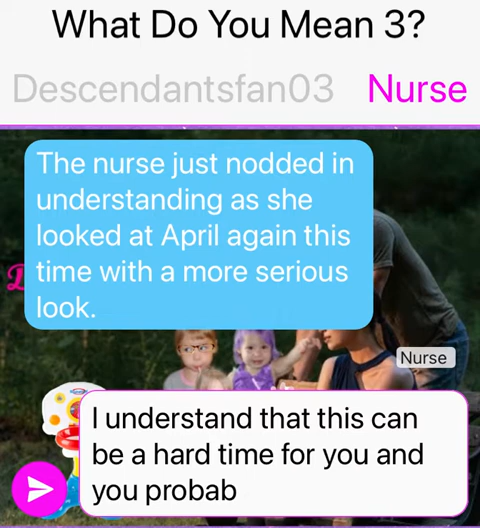 What Do You Mean 3?
Descendantsfan03 Nurse
The nurse just nodded in
understanding as she
looked at April again this
time with a more serious
look.
Nurse
I understand that this can
be a hard time for you and
you probab